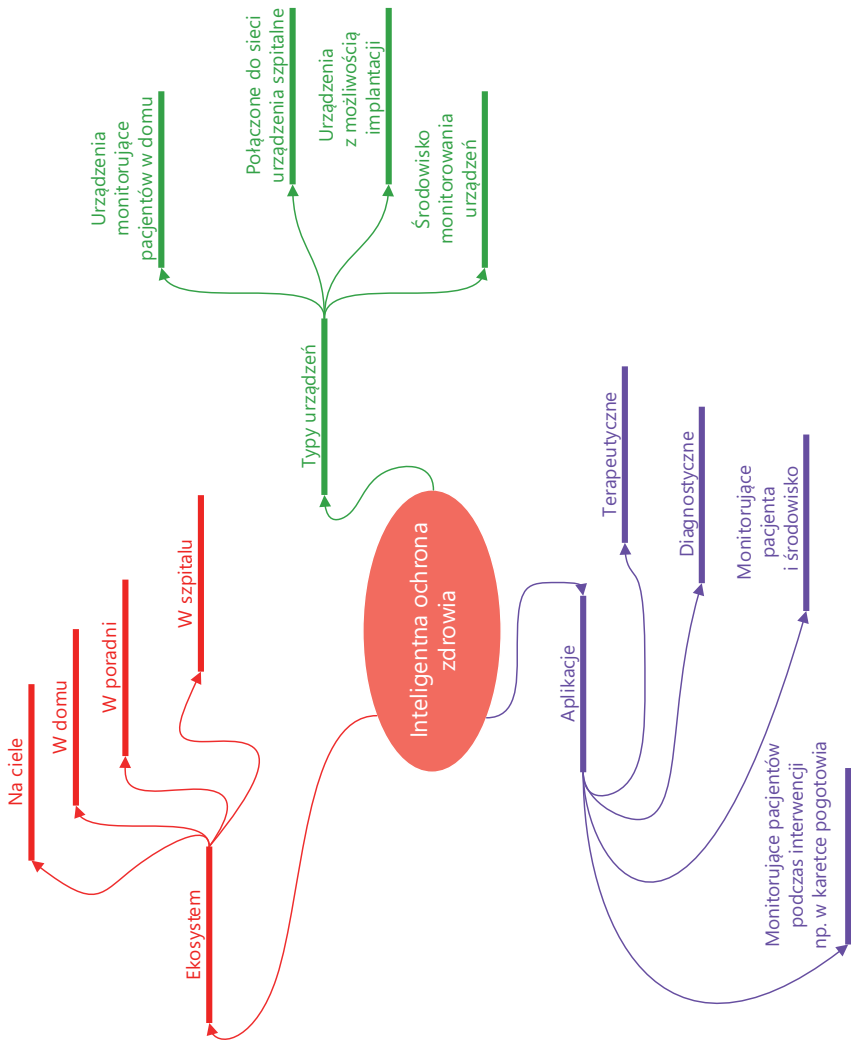 Inteligentna ochrona
zdrowia
Ekosystem
Na ciele
W domu
W poradni
W szpitalu
Typy urządzeń
Urządzenia
monitorujące
pacjentów w domu
Połączone do sieci
urządzenia szpitalne
Urządzenia
z możliwością
implantacji
Środowisko
monitorowania
urządzeń
Aplikacje
Terapeutyczne
Diagnostyczne
Monitorujące
pacjenta
i środowisko
Monitorujące pacjentów
podczas interwencji
np. w karetce pogotowia